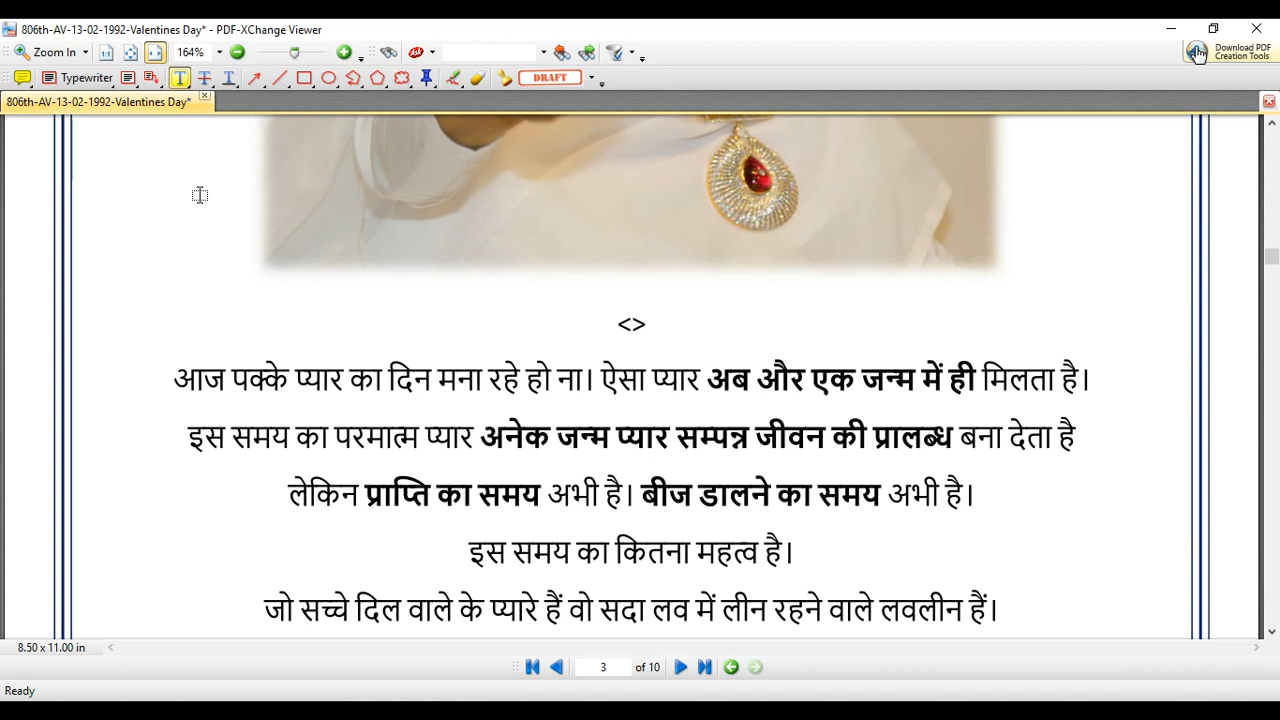 806th-AV-13-02-1992-Valentines Day* - PDF-XChange Viewer
Zoom In 164%
Download PDF
Creation Tools
Typewriter T T T DRAFT
806th-AV-13-02-1992-Valentines Day*
<>
आज पक्के प्यार का दिन मना रहे हो ना। ऐसा प्यार अब और एक जन्म में ही मिलता है।
इस समय का परमात्म प्यार अनेक जन्म प्यार सम्पन्न जीवन की प्रालब्ध बना देता है
लेकिन प्राप्ति का समय अभी है। बीज डालने का समय अभी है।
इस समय का कितना महत्व है।
जो सच्चे दिल वाले के प्यारे हैं वो सदा लव में लीन रहने वाले लवलीन हैं।
8.50 x 11.00 in
3 of 10
Ready